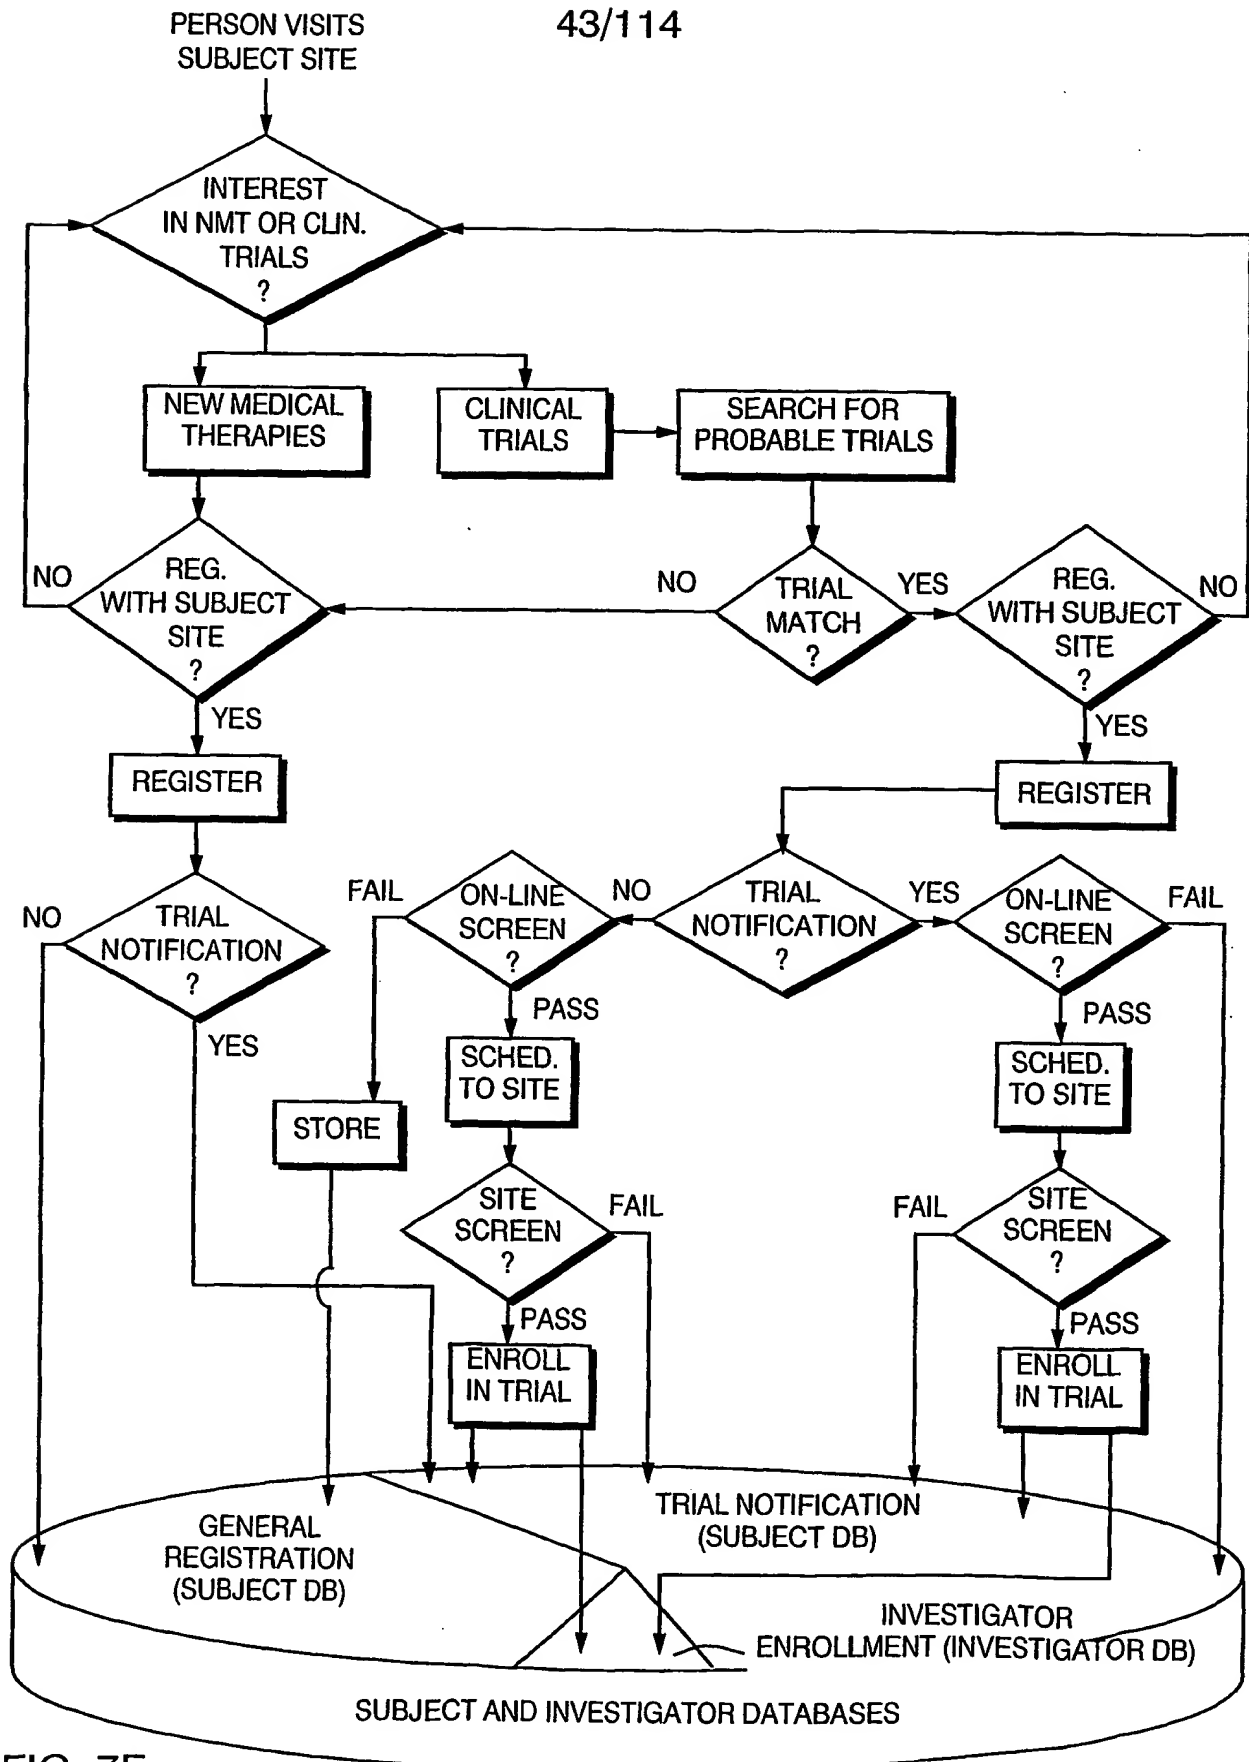 43/114
PERSON VISITS
SUBJECT SITE
INTEREST
IN NMT OR CLIN.
TRIALS
?
NEW MEDICAL
THERAPIES
CLINICAL
TRIALS
SEARCH FOR
PROBABLE TRIALS
NO
REG.
WITH SUBJECT
SITE
?
NO
TRIAL
MATCH
?
YES
REG.
WITH SUBJECT
SITE
?
NO
YES
YES
REGISTER
REGISTER
NO
TRIAL
NOTIFICATION
?
YES
FAIL
ON-LINE
SCREEN
?
NO
TRIAL
NOTIFICATION
?
YES
ON-LINE
SCREEN
?
FAIL
PASS
PASS
STORE
SCHED.
TO SITE
SCHED.
TO SITE
SITE
SCREEN
?
FAIL
FAIL
SITE
SCREEN
?
PASS
PASS
ENROLL
IN TRIAL
ENROLL
IN TRIAL
GENERAL
REGISTRATION
(SUBJECT DB)
TRIAL NOTIFICATION
(SUBJECT DB)
INVESTIGATOR
ENROLLMENT (INVESTIGATOR DB)
SUBJECT AND INVESTIGATOR DATABASES